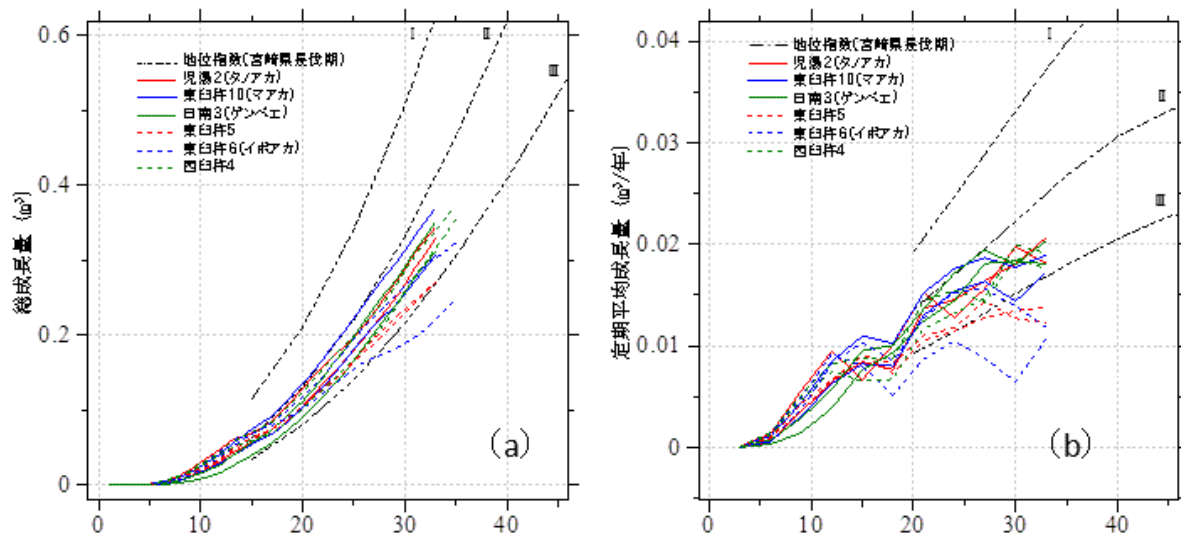 0.6
0.4
0.2
0
総成長量 (m³)
I
II
III
地位指数(宮崎県長伐期)
児湯2(タノアカ)
東臼杵10(マアカ)
日南3(ゲンベエ)
東臼杵5
東臼杵6(イボアカ)
西臼杵4
(a)
0 10 20 30 40
0.04
0.03
0.02
0.01
0
定期平均成長量 (m³/年)
I
II
III
地位指数(宮崎県長伐期)
児湯2(タノアカ)
東臼杵10(マアカ)
日南3(ゲンベエ)
東臼杵5
東臼杵6(イボアカ)
西臼杵4
(b)
0 10 20 30 40